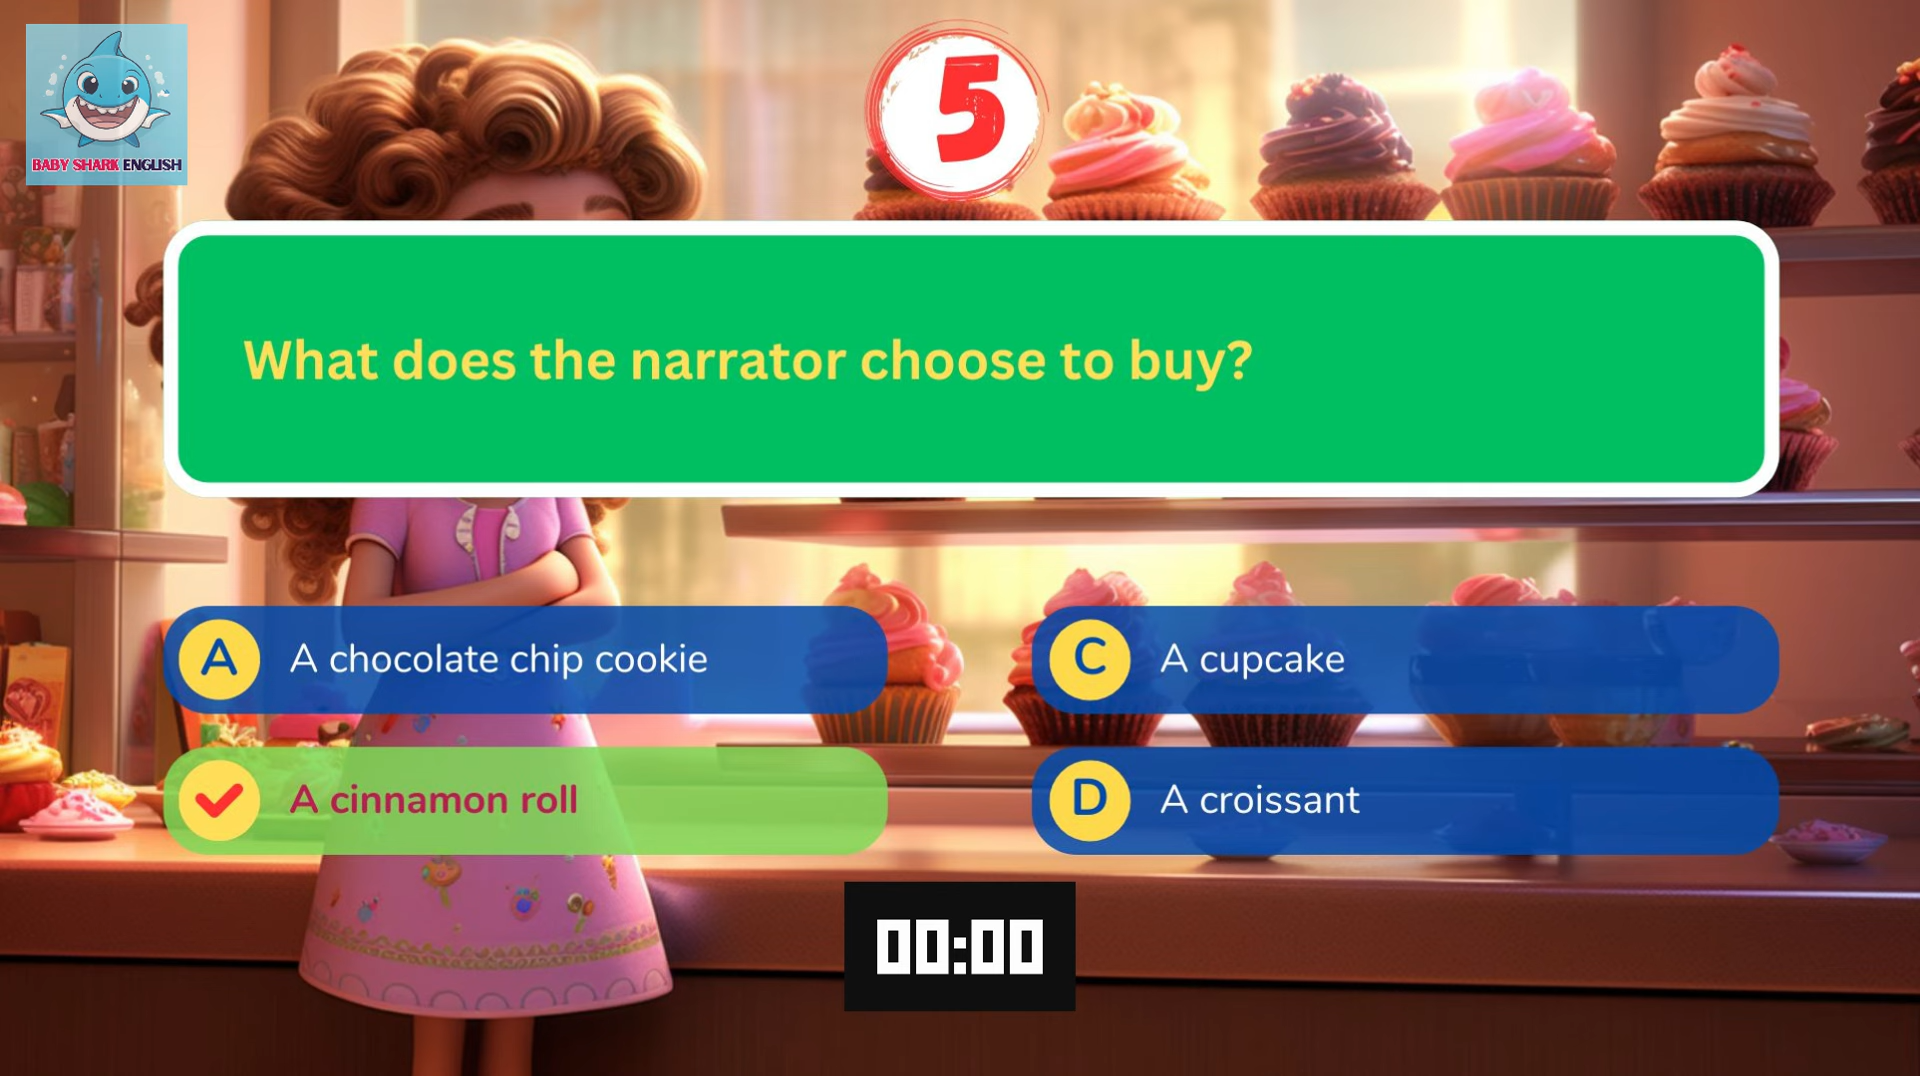 BABY SHARK ENGLISH
5
What does the narrator choose to buy?
A A chocolate chip cookie
C A cupcake
A cinnamon roll
D A croissant
00:00